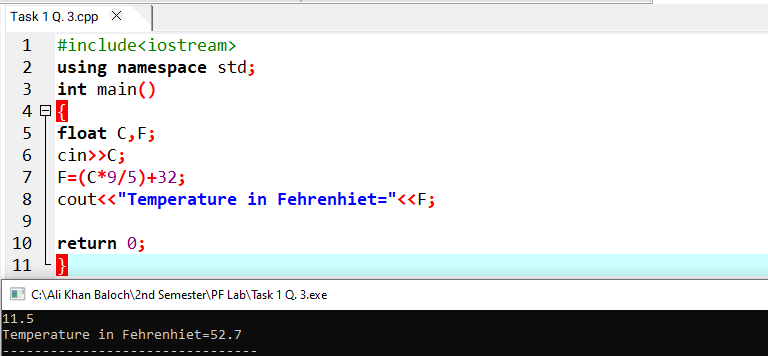 Task 1 Q. 3.cpp
1 #include<iostream>
2 using namespace std;
3 int main()
4 {
5 float C,F;
6 cin>>C;
7 F=(C*9/5)+32;
8 cout<<"Temperature in Fehrenhiet="<<F;
9
10 return 0;
11 }
C:\Ali Khan Baloch\2nd Semester\PF Lab\Task 1 Q. 3.exe
11.5
Temperature in Fehrenhiet=52.7
--------------------------------